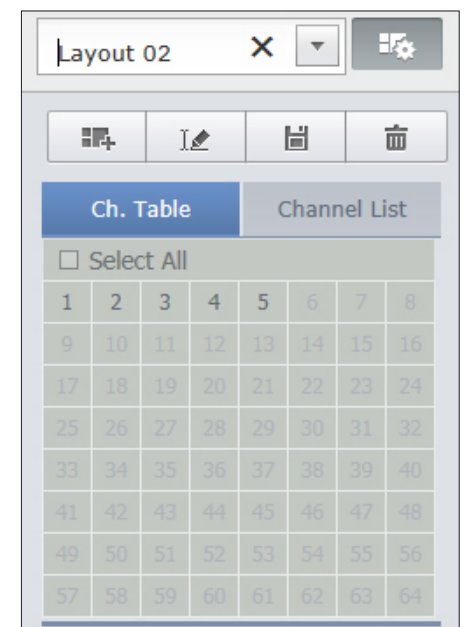 Layout 02
Ch. Table Channel List
Select All
1 2 3 4 5 6 7 8
9 10 11 12 13 14 15 16
17 18 19 20 21 22 23 24
25 26 27 28 29 30 31 32
33 34 35 36 37 38 39 40
41 42 43 44 45 46 47 48
49 50 51 52 53 54 55 56
57 58 59 60 61 62 63 64